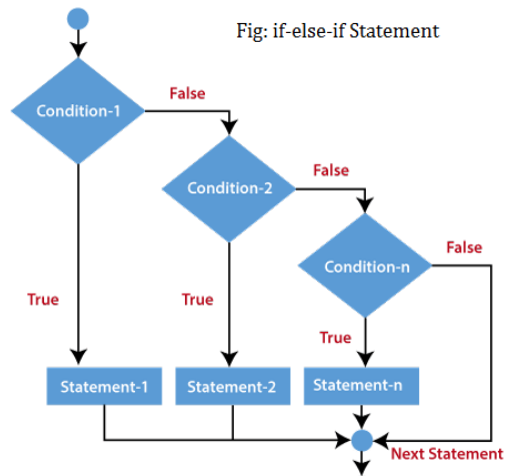 Fig: if-else-if Statement
Condition-1
False
Condition-2
False
Condition-n
False
True
True
True
Statement-1
Statement-2
Statement-n
Next Statement